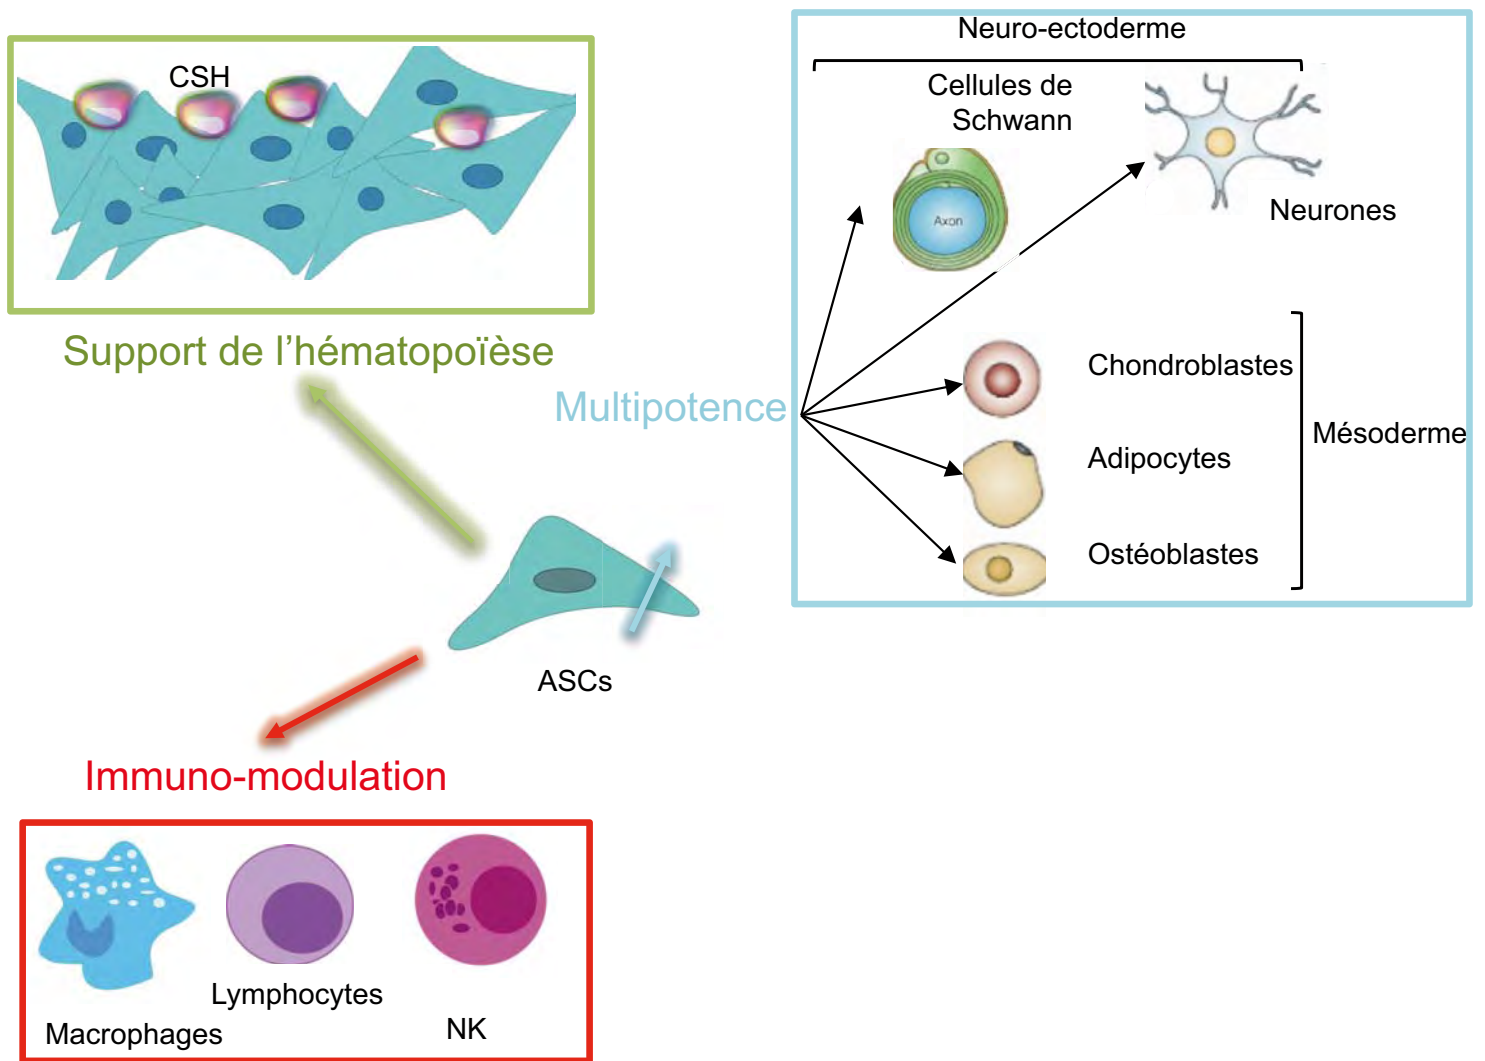 CSH
Support de l’hématopoïèse
Neuro-ectoderme
Cellules de
Schwann
Axon
Neurones
Multipotence
Chondroblastes
Adipocytes
Ostéoblastes
Mésoderme
ASCs
Immuno-modulation
Macrophages
Lymphocytes
NK